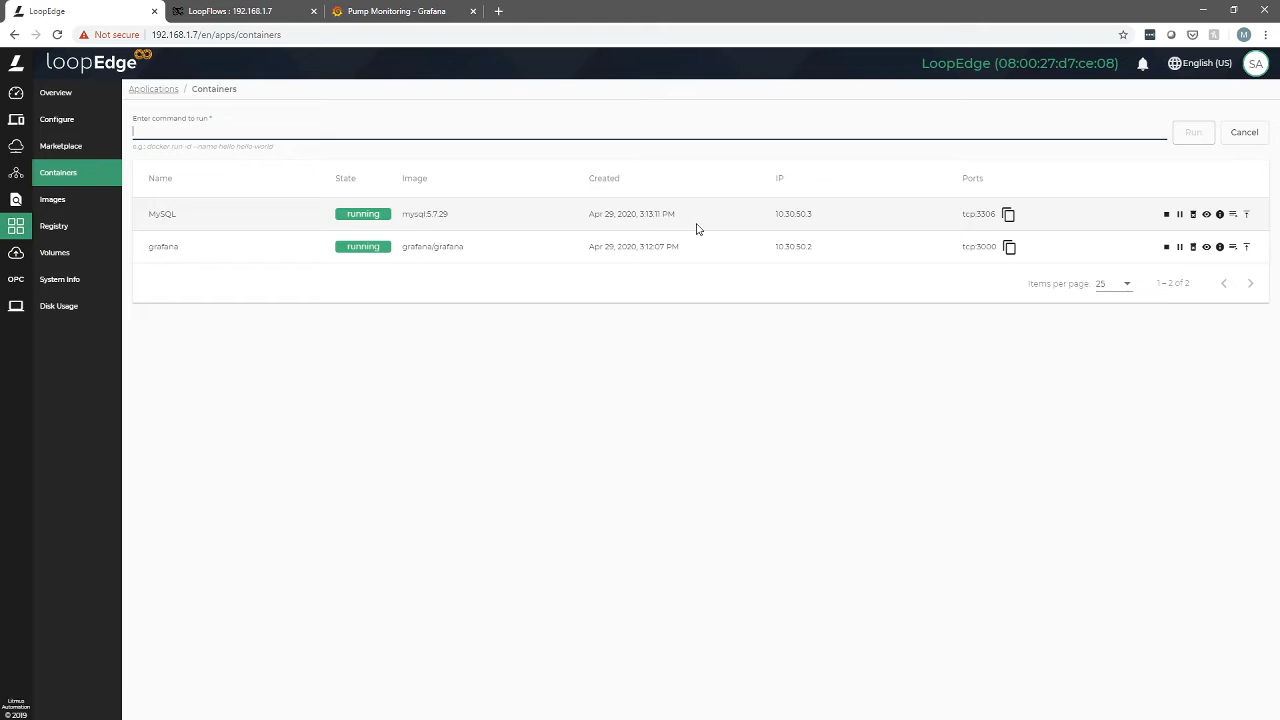 LoopEdge
LoopFlows : 192.168.1.7
Pump Monitoring - Grafana
Not secure
192.168.1.7/en/apps/containers
M
loopEdge
LoopEdge (08:00:27:d7:ce:08)
English (US)
SA
Overview
Configure
Marketplace
Containers
Images
Registry
Volumes
OPC
System Info
Disk Usage
Litmus
Automation
© 2019
Applications / Containers
Enter command to run *
e.g.: docker run -d --name hello hello-world
Run
Cancel
Name State Image Created IP Ports
MySQL running mysql:5.7.29 Apr 29, 2020, 3:13:11 PM 10.30.50.3 tcp:3306
grafana running grafana/grafana Apr 29, 2020, 3:12:07 PM 10.30.50.2 tcp:3000
Items per page: 25 1 – 2 of 2